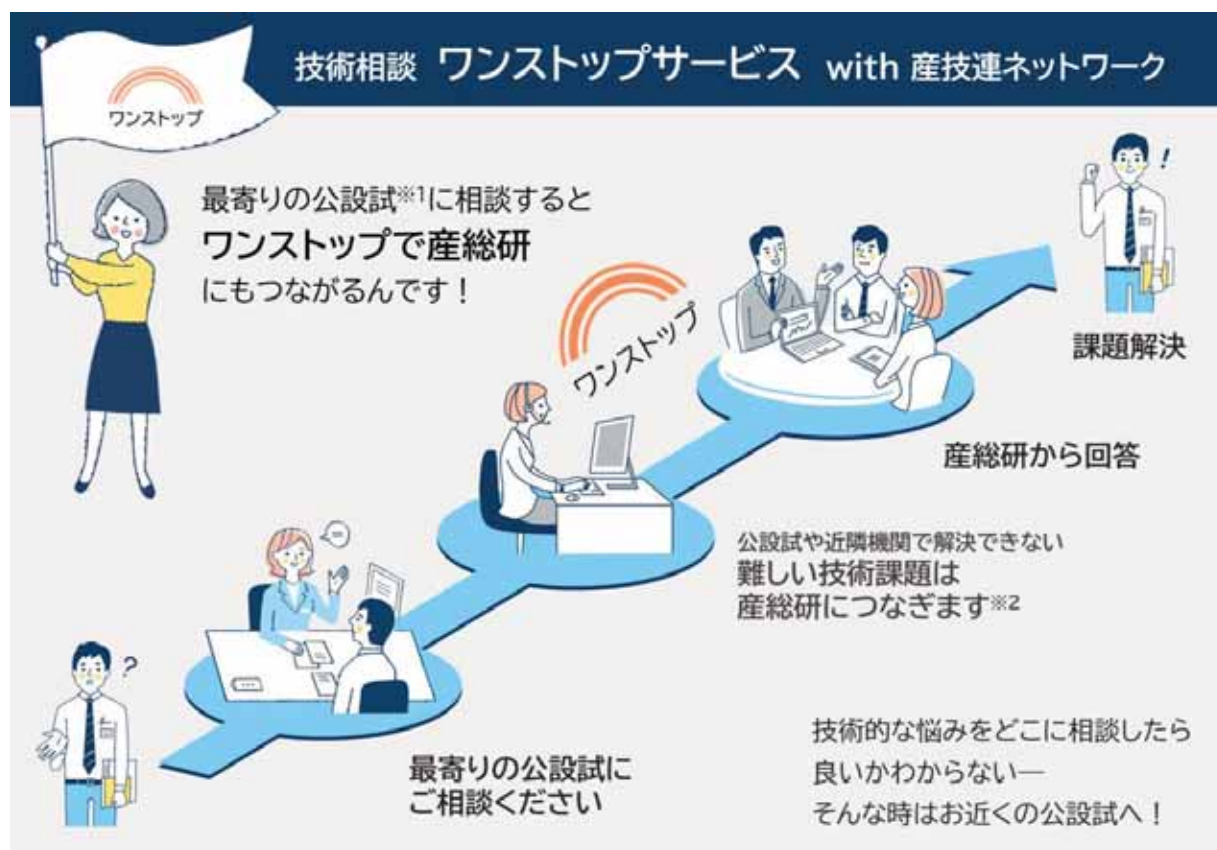 技術相談 ワンストップサービス with 産技連ネットワーク
ワンストップ
最寄りの公設試※1に相談すると
ワンストップで産総研
にもつながるんです！
ワンストップ
!
課題解決
産総研から回答
公設試や近隣機関で解決できない
難しい技術課題は
産総研につなぎます※2
?
最寄りの公設試に
ご相談ください
技術的な悩みをどこに相談したら
良いかわからない―
そんな時はお近くの公設試へ！